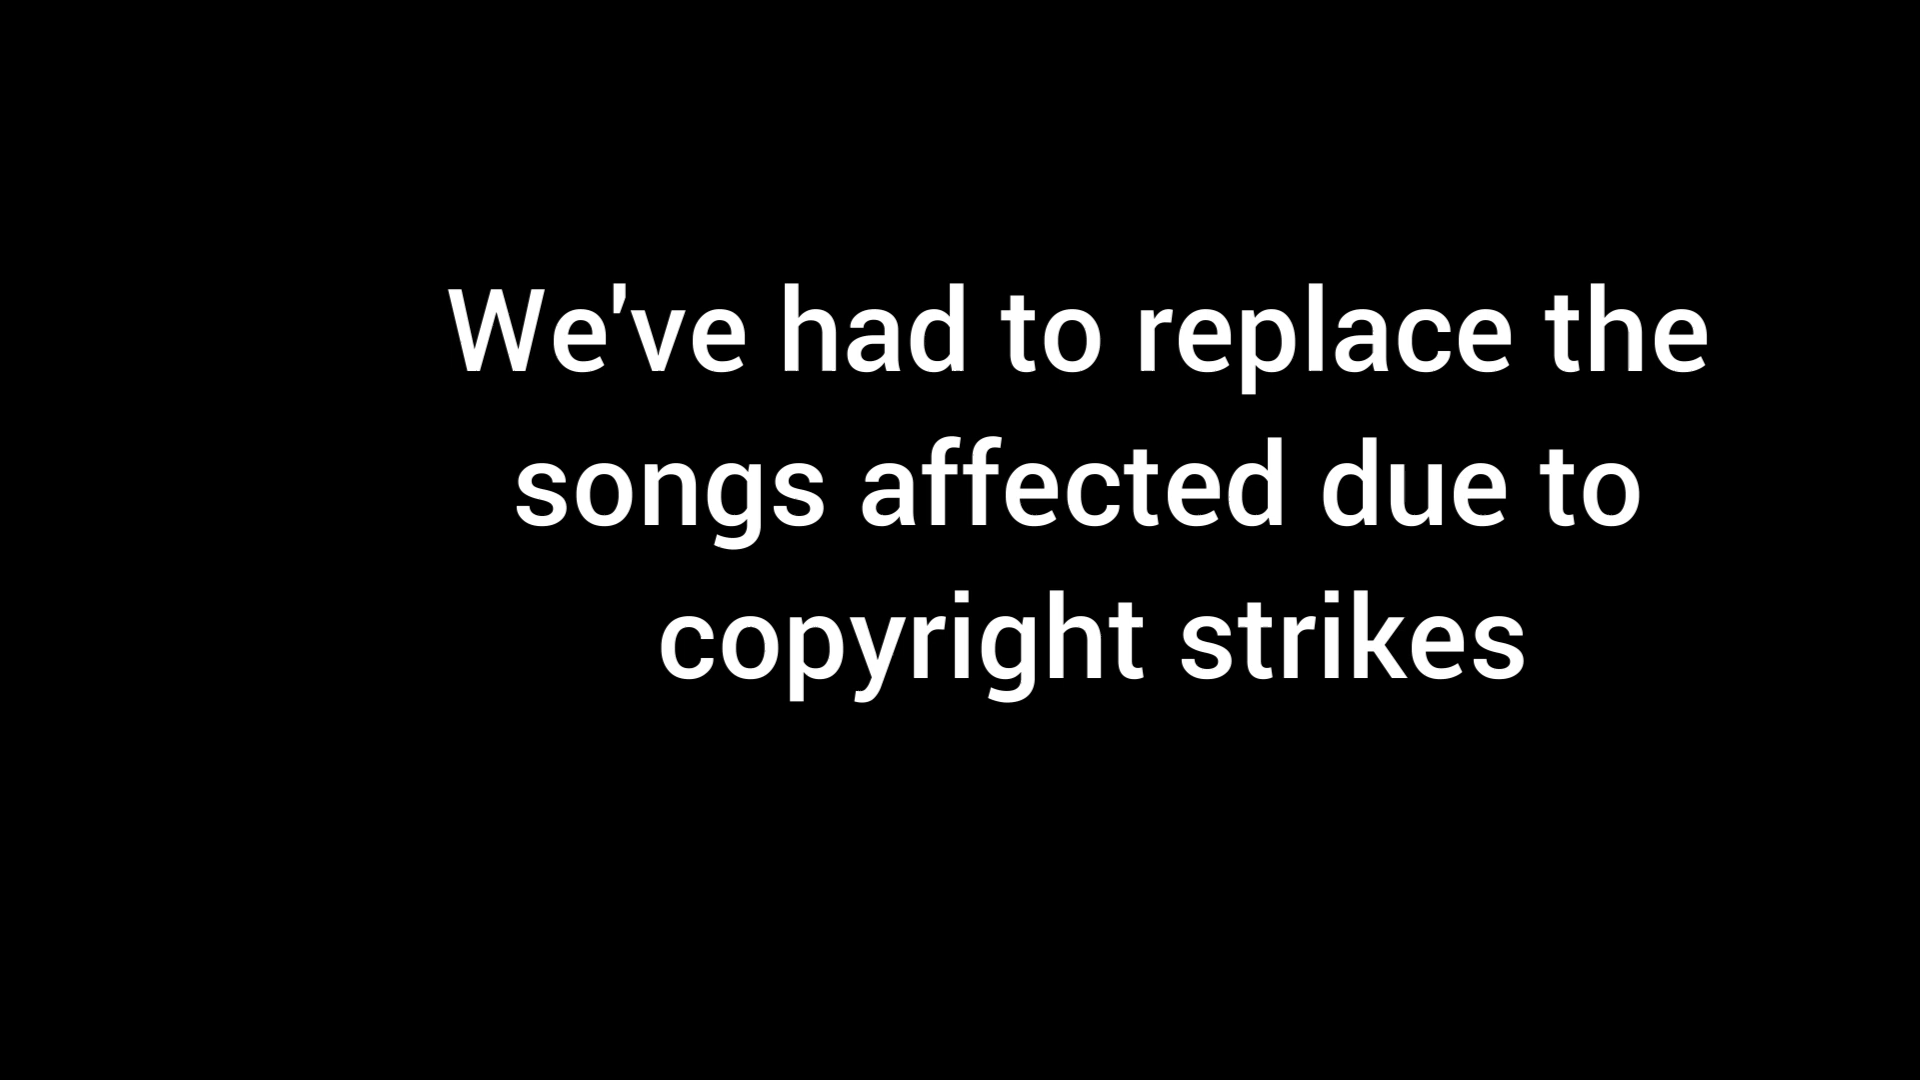 We've had to replace the
songs affected due to
copyright strikes